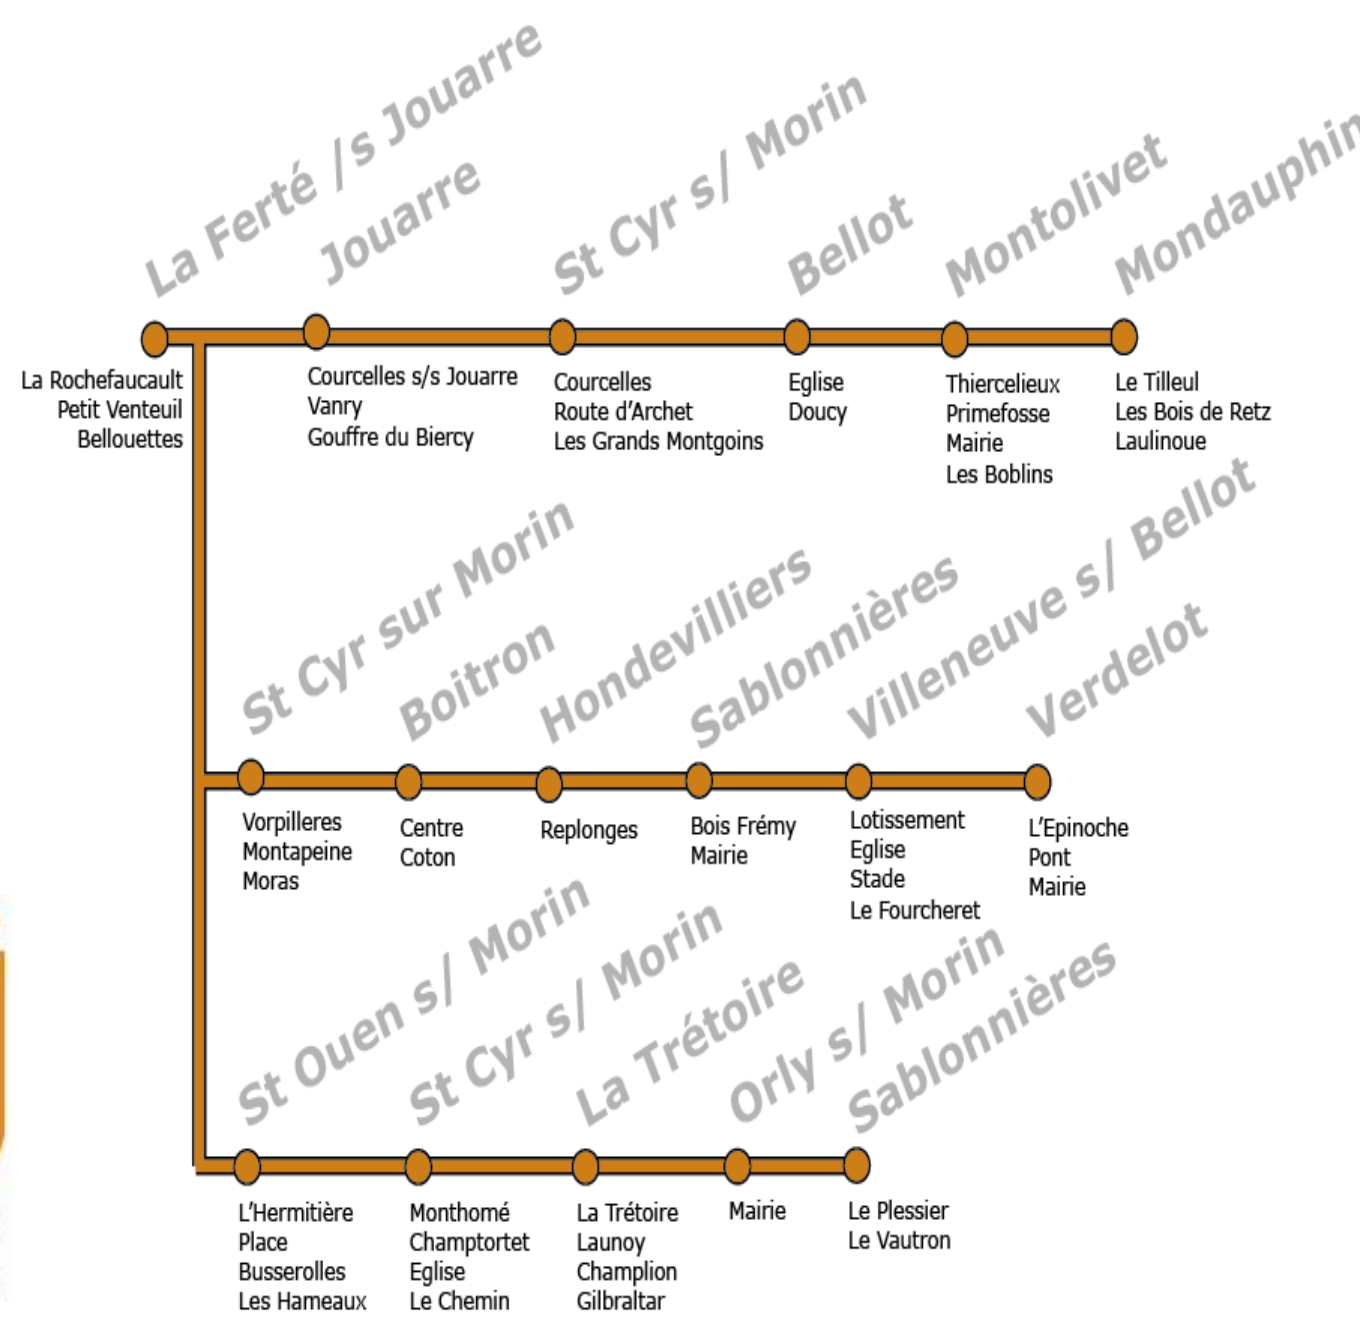 La Ferté /s Jouarre
Jouarre
St Cyr s/ Morin
Bellot
Montolivet
Mondauphin
La Rochefaucault
Petit Venteuil
Bellouettes
Courcelles s/s Jouarre
Vanry
Gouffre du Biercy
Courcelles
Route d'Archet
Les Grands Montgoins
Eglise
Doucy
Thiercelieux
Primefosse
Mairie
Les Boblins
Le Tilleul
Les Bois de Retz
Laulinoue
St Cyr sur Morin
Boitron
Hondevilliers
Sablonnières
Villeneuve s/ Bellot
Verdelot
Vorpilleres
Montapeine
Moras
Centre
Coton
Replonges
Bois Frémy
Mairie
Lotissement
Eglise
Stade
Le Fourcheret
L'Epinoche
Pont
Mairie
St Ouen s/ Morin
St Cyr s/ Morin
La Trétoire
Orly s/ Morin
Sablonnières
L'Hermitière
Place
Busserolles
Les Hameaux
Monthomé
Champtortet
Eglise
Le Chemin
La Trétoire
Launoy
Champlion
Gilbraltar
Mairie
Le Plessier
Le Vautron